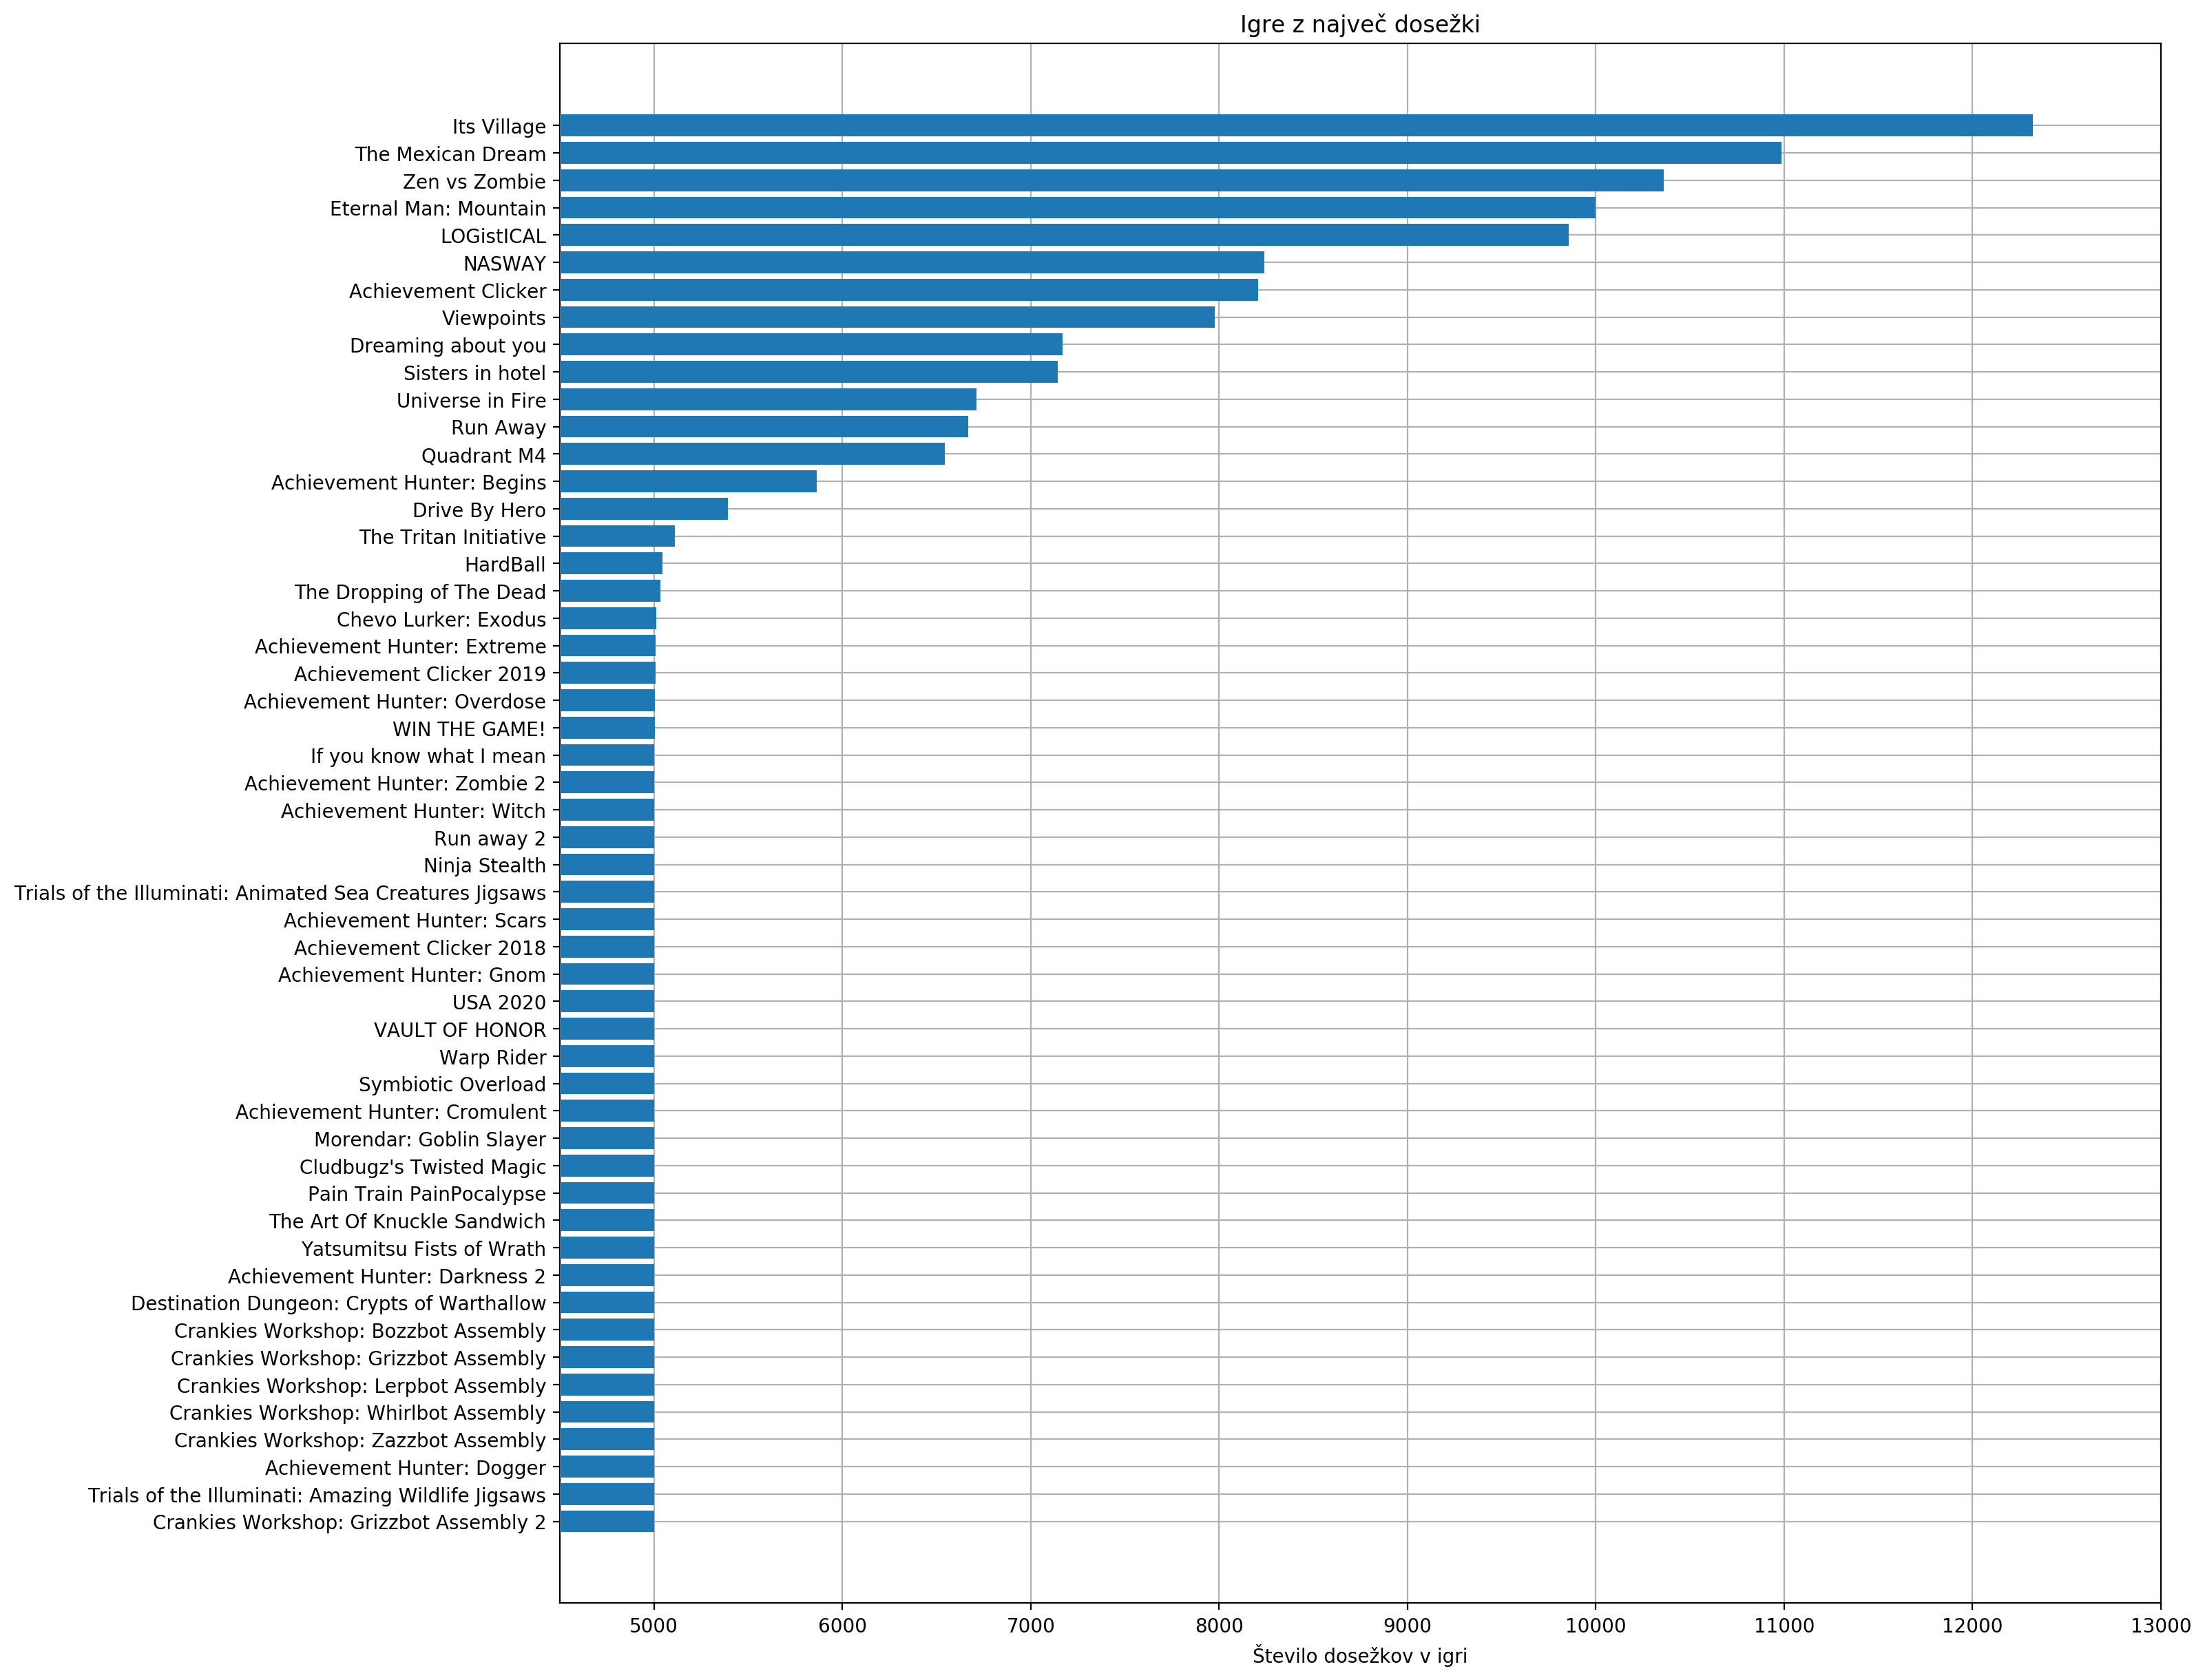 Igre z največ dosežki
Its Village
The Mexican Dream
Zen vs Zombie
Eternal Man: Mountain
LOGistICAL
NASWAY
Achievement Clicker
Viewpoints
Dreaming about you
Sisters in hotel
Universe in Fire
Run Away
Quadrant M4
Achievement Hunter: Begins
Drive By Hero
The Tritan Initiative
HardBall
The Dropping of The Dead
Chevo Lurker: Exodus
Achievement Hunter: Extreme
Achievement Clicker 2019
Achievement Hunter: Overdose
WIN THE GAME!
If you know what I mean
Achievement Hunter: Zombie 2
Achievement Hunter: Witch
Run away 2
Ninja Stealth
Trials of the Illuminati: Animated Sea Creatures Jigsaws
Achievement Hunter: Scars
Achievement Clicker 2018
Achievement Hunter: Gnom
USA 2020
VAULT OF HONOR
Warp Rider
Symbiotic Overload
Achievement Hunter: Cromulent
Morendar: Goblin Slayer
Cludbugz's Twisted Magic
Pain Train PainPocalypse
The Art Of Knuckle Sandwich
Yatsumitsu Fists of Wrath
Achievement Hunter: Darkness 2
Destination Dungeon: Crypts of Warthallow
Crankies Workshop: Bozzbot Assembly
Crankies Workshop: Grizzbot Assembly
Crankies Workshop: Lerpbot Assembly
Crankies Workshop: Whirlbot Assembly
Crankies Workshop: Zazzbot Assembly
Achievement Hunter: Dogger
Trials of the Illuminati: Amazing Wildlife Jigsaws
Crankies Workshop: Grizzbot Assembly 2
5000 6000 7000 8000 9000 10000 11000 12000 13000
Število dosežkov v igri